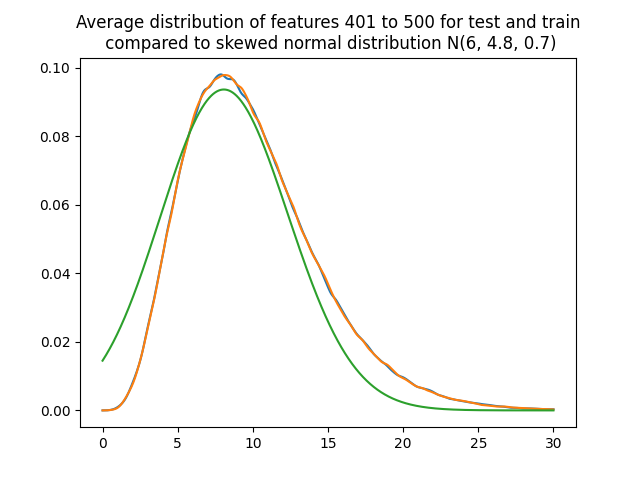 Average distribution of features 401 to 500 for test and train
compared to skewed normal distribution N(6, 4.8, 0.7)
0.10
0.08
0.06
0.04
0.02
0.00
0 5 10 15 20 25 30